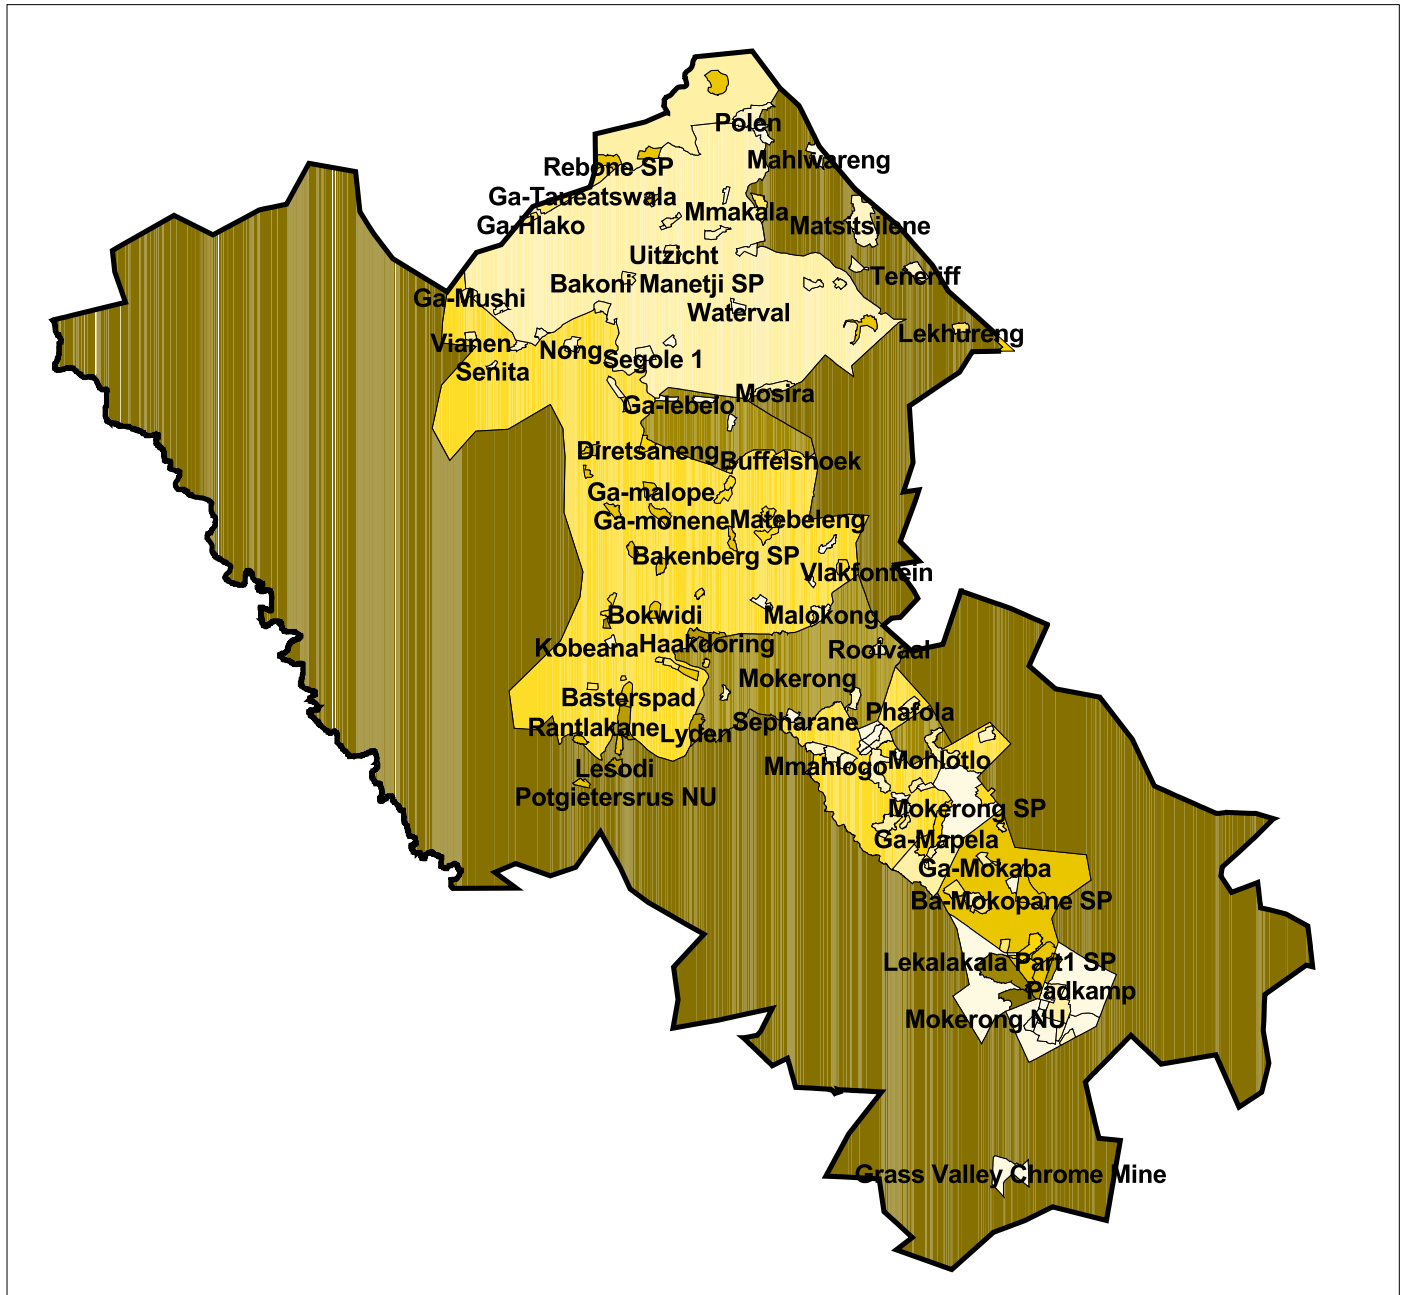 Polen
Mahlwareng
Rebone SP
Ga-Taueatswala
Mmakala
Ga-Hlako
Matsitsilene
Uitzicht
Teneriff
Bakoni Manetji SP
Ga-Mushi
Waterval
Lekhureng
Vianen
Nong
Segole 1
Senita
Mosira
Ga-lebelo
Diretsaneng
Buffelshoek
Ga-malope
Ga-monene
Matebeleng
Bakenberg SP
Vlakfontein
Bokwidi
Malokong
Kobeana
Haakdoring
Rooivaal
Mokerong
Basterspad
Phafola
Sepharane
Rantlakane
Lyden
Mohlotlo
Mmahlogo
Lesodi
Potgietersrus NU
Mokerong SP
Ga-Mapela
Ga-Mokaba
Ba-Mokopane SP
Lekalakala Part1 SP
Padkamp
Mokerong NU
Grass Valley Chrome Mine